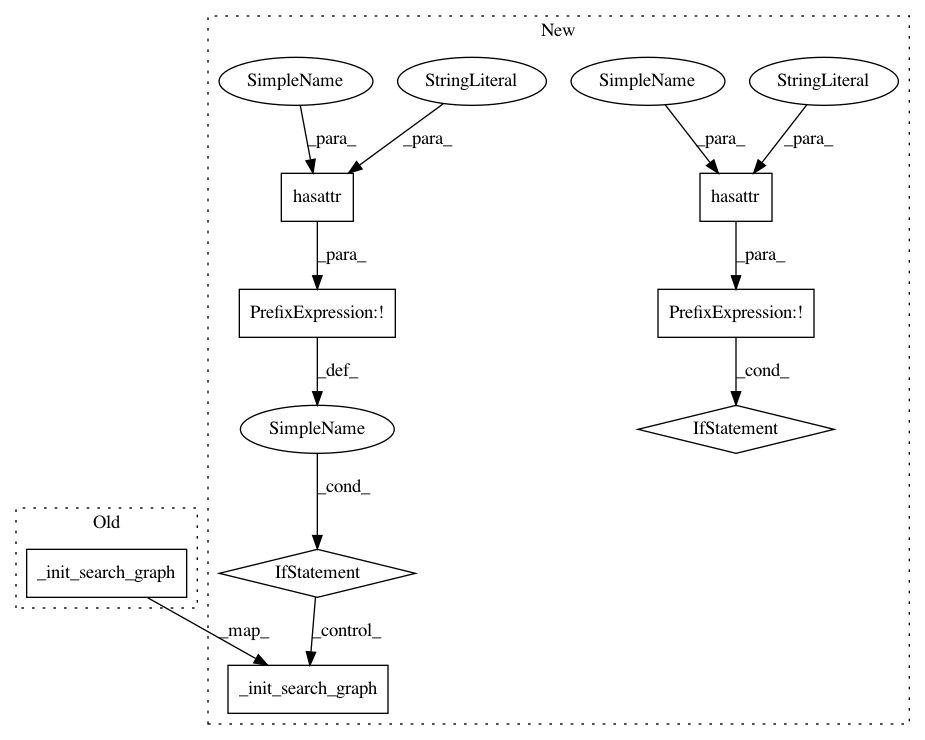 New
SimpleName
StringLiteral
SimpleName
StringLiteral
_para_
_para_
_para_
_para_
hasattr
hasattr
_para_
_para_
PrefixExpression:!
PrefixExpression:!
_def_
_cond_
SimpleName
IfStatement
_cond_
Old
_init_search_graph
IfStatement
_map_
_control_
_init_search_graph